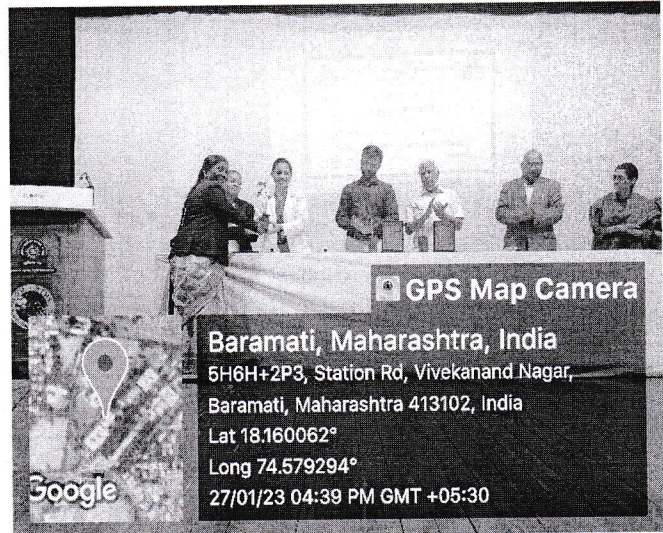 GPS Map Camera
Baramati, Maharashtra, India
5H6H+2P3, Station Rd, Vivekanand Nagar,
Baramati, Maharashtra 413102, India
Lat 18.160062°
Long 74.579294°
27/01/23 04:39 PM GMT +05:30
Google